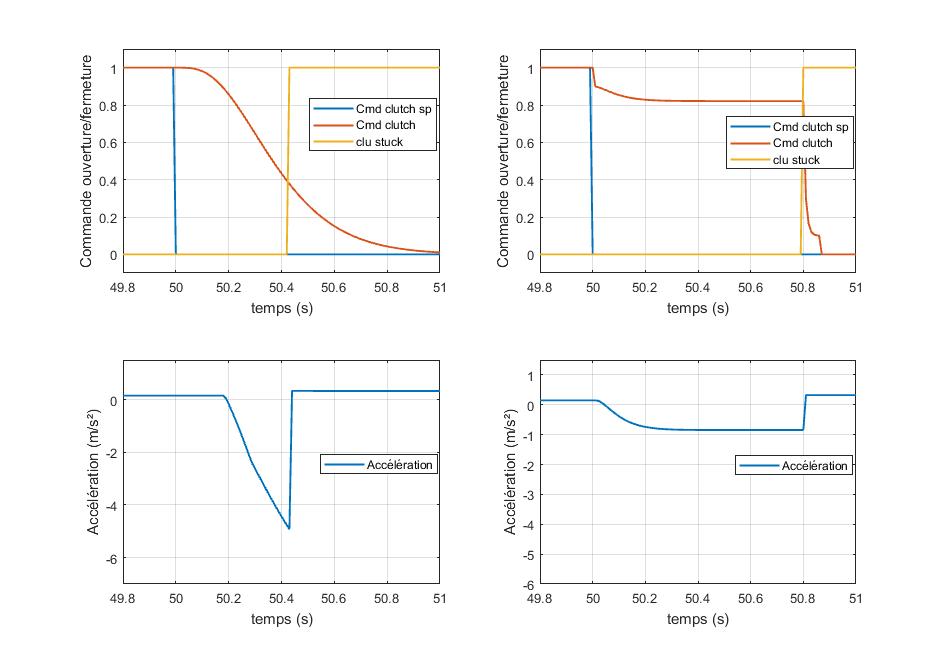 Commande ouverture/fermeture
1
0.8
0.6
0.4
0.2
0
49.8 50 50.2 50.4 50.6 50.8 51
temps (s)
Cmd clutch sp
Cmd clutch
clu stuck
Commande ouverture/fermeture
1
0.8
0.6
0.4
0.2
0
49.8 50 50.2 50.4 50.6 50.8 51
temps (s)
Cmd clutch sp
Cmd clutch
clu stuck
Accélération (m/s²)
0
-2
-4
-6
49.8 50 50.2 50.4 50.6 50.8 51
temps (s)
Accélération
Accélération (m/s²)
1
0
-1
-2
-3
-4
-5
-6
49.8 50 50.2 50.4 50.6 50.8 51
temps (s)
Accélération